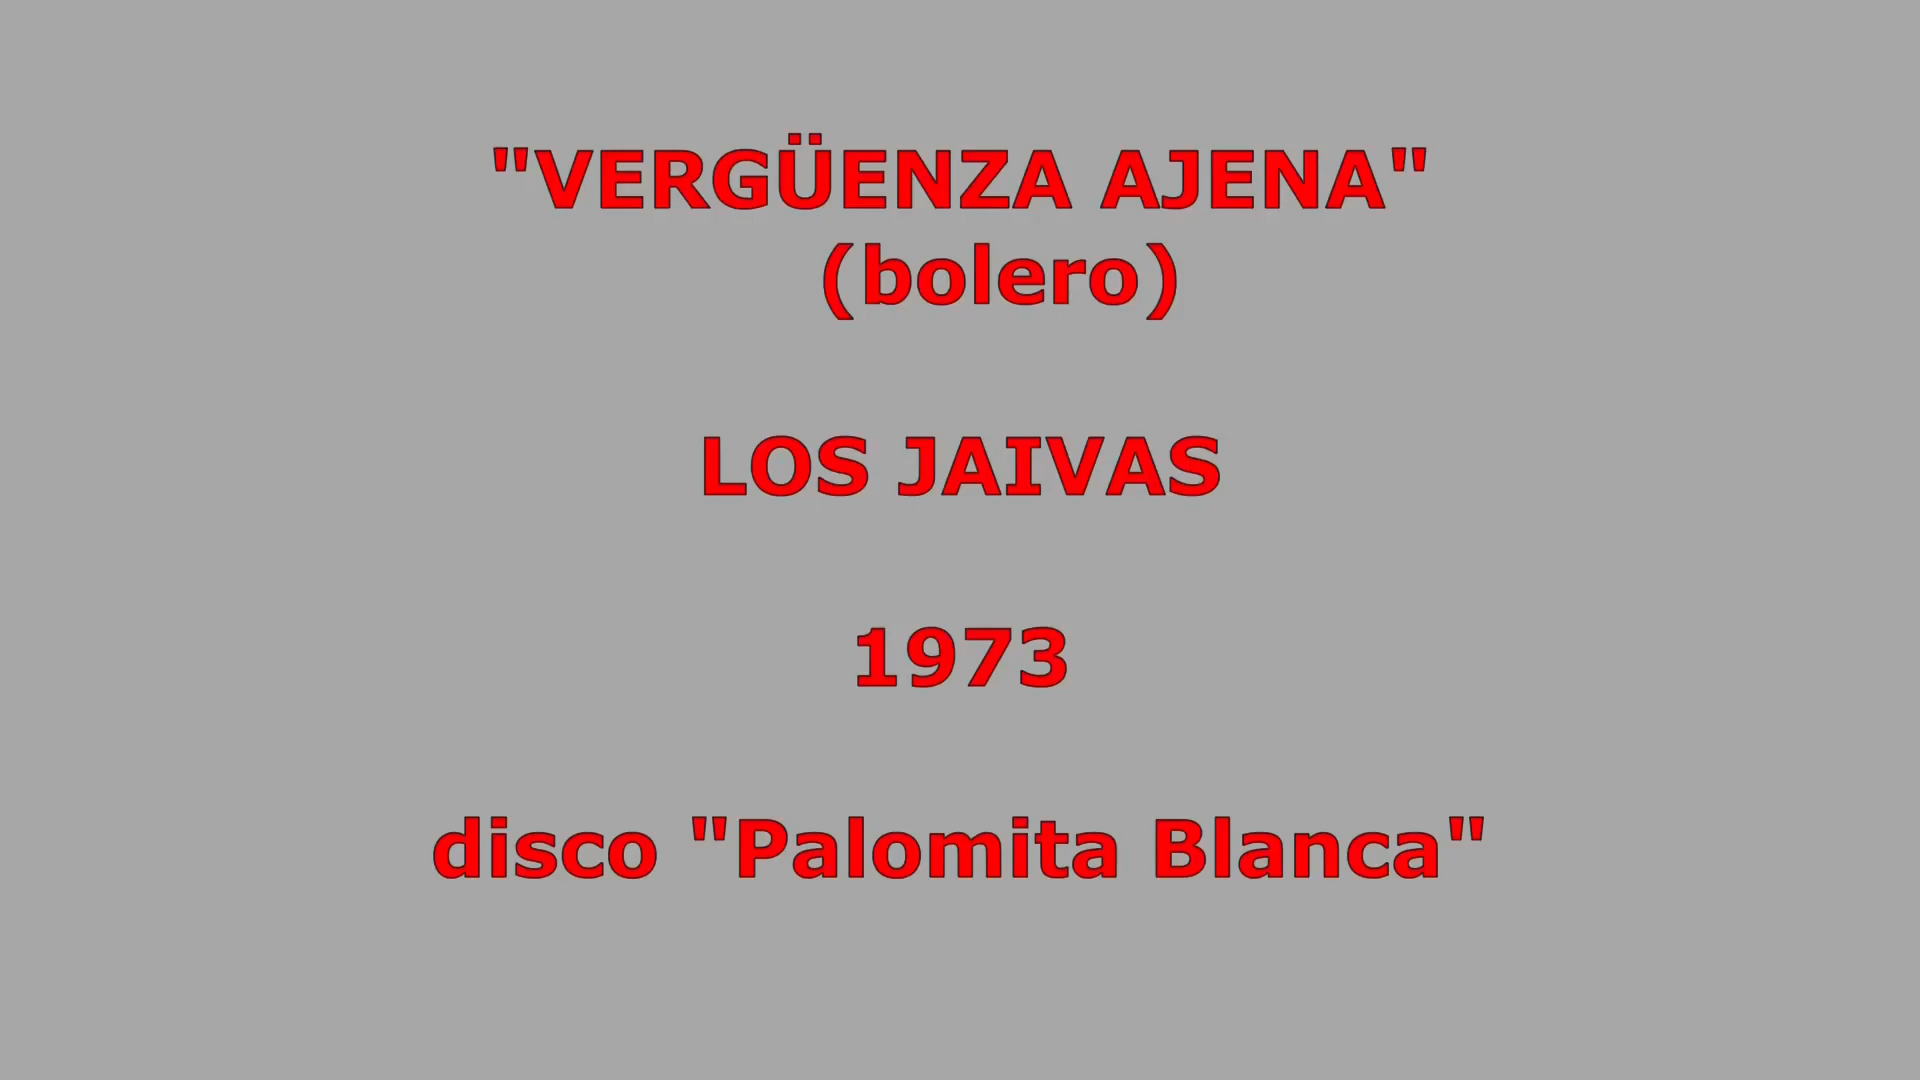 "VERGÜENZA AJENA"
(bolero)
LOS JAIVAS
1973
disco "Palomita Blanca"